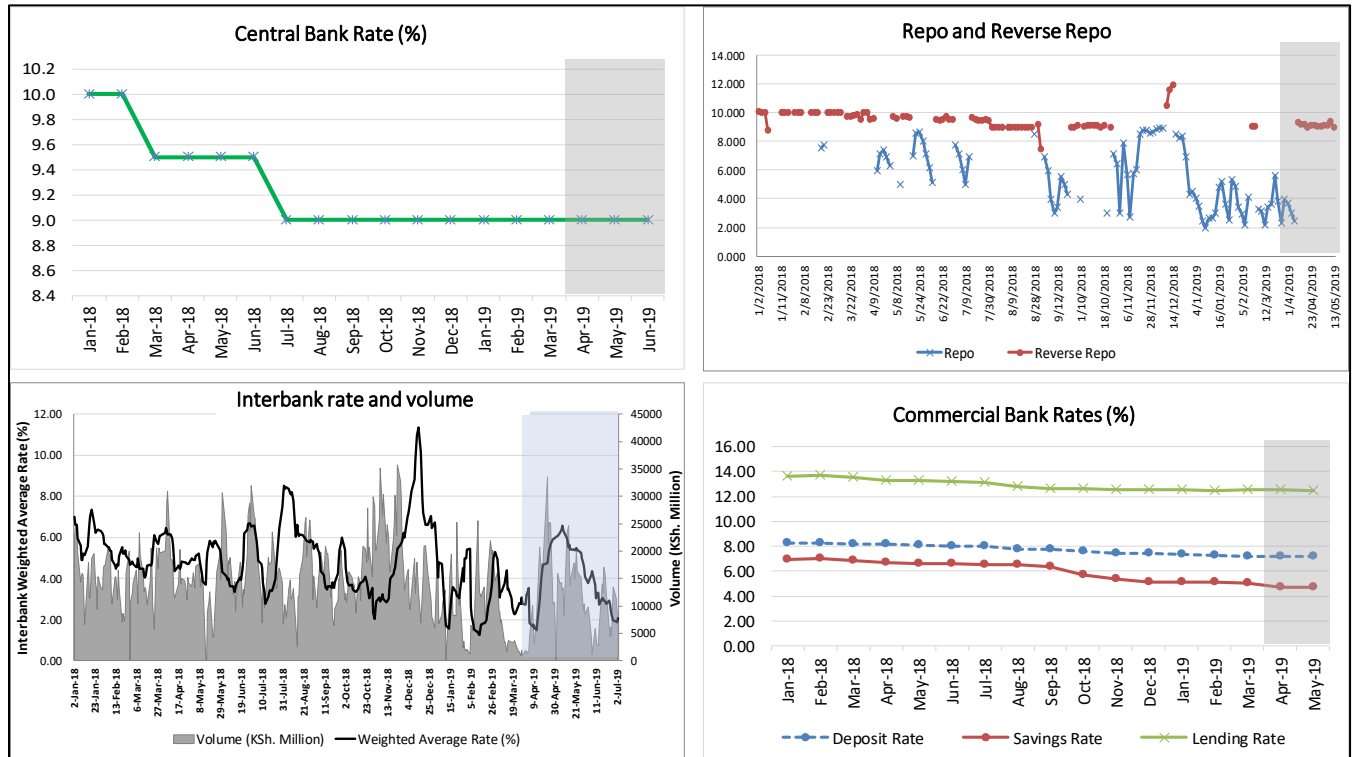 Central Bank Rate (%)
10.2
10.0
9.8
9.6
9.4
9.2
9.0
8.8
8.6
8.4
Jan-18
Feb-18
Mar-18
Apr-18
May-18
Jun-18
Jul-18
Aug-18
Sep-18
Oct-18
Nov-18
Dec-18
Jan-19
Feb-19
Mar-19
Apr-19
May-19
Jun-19
Repo and Reverse Repo
14.000
12.000
10.000
8.000
6.000
4.000
2.000
0.000
1/2/2018
1/11/2018
2/8/2018
2/23/2018
3/22/2018
4/9/2018
5/8/2018
5/24/2018
6/22/2018
7/9/2018
7/30/2018
8/9/2018
8/28/2018
9/12/2018
10/10/2018
18/10/2018
6/11/2018
28/11/2018
14/12/2018
4/1/2019
16/01/2019
5/2/2019
12/3/2019
1/4/2019
23/04/2019
13/05/2019
Repo
Reverse Repo
Interbank rate and volume
Interbank Weighted Average Rate (%)
12.00
10.00
8.00
6.00
4.00
2.00
0.00
45000
40000
35000
30000
25000
20000
15000
10000
5000
0
Volume (KSh. Million)
2-Jan-18
23-Jan-18
13-Feb-18
6-Mar-18
27-Mar-18
17-Apr-18
8-May-18
29-May-18
19-Jun-18
10-Jul-18
31-Jul-18
21-Aug-18
11-Sep-18
2-Oct-18
23-Oct-18
13-Nov-18
4-Dec-18
25-Dec-18
15-Jan-19
5-Feb-19
26-Feb-19
19-Mar-19
9-Apr-19
30-Apr-19
21-May-19
11-Jun-19
2-Jul-19
Volume (KSh. Million)
Weighted Average Rate (%)
Commercial Bank Rates (%)
16.00
14.00
12.00
10.00
8.00
6.00
4.00
2.00
0.00
Jan-18
Feb-18
Mar-18
Apr-18
May-18
Jun-18
Jul-18
Aug-18
Sep-18
Oct-18
Nov-18
Dec-18
Jan-19
Feb-19
Mar-19
Apr-19
May-19
Deposit Rate
Savings Rate
Lending Rate